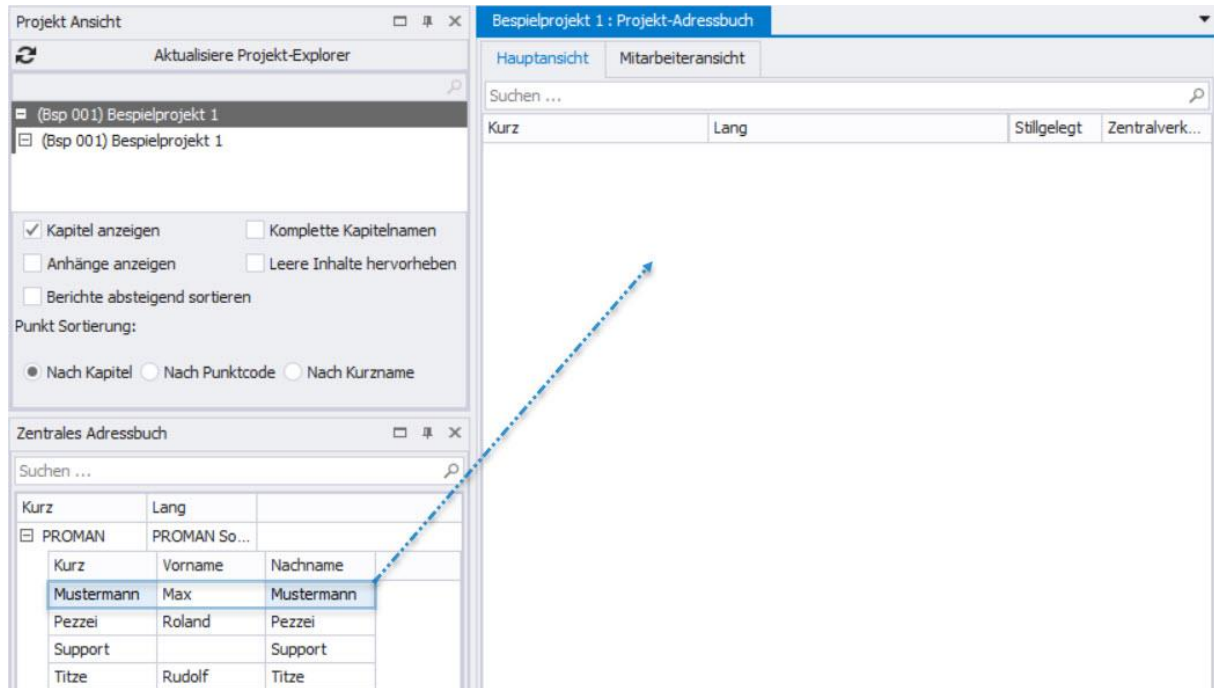 Projekt Ansicht
Aktualisiere Projekt-Explorer
(Bsp 001) Bespielprojekt 1
(Bsp 001) Bespielprojekt 1
Kapitel anzeigen Komplette Kapitelnamen
Anhänge anzeigen Leere Inhalte hervorheben
Berichte absteigend sortieren
Punkt Sortierung:
Nach Kapitel Nach Punktcode Nach Kurzname
Zentrales Adressbuch
Suchen ...
Kurz Lang
PROMAN PROMAN So...
Kurz Vorname Nachname
Mustermann Max Mustermann
Pezzei Roland Pezzei
Support Support
Titze Rudolf Titze
Bespielprojekt 1 : Projekt-Adressbuch
Hauptansicht Mitarbeiteransicht
Suchen ...
Kurz Lang Stillgelegt Zentralverk...